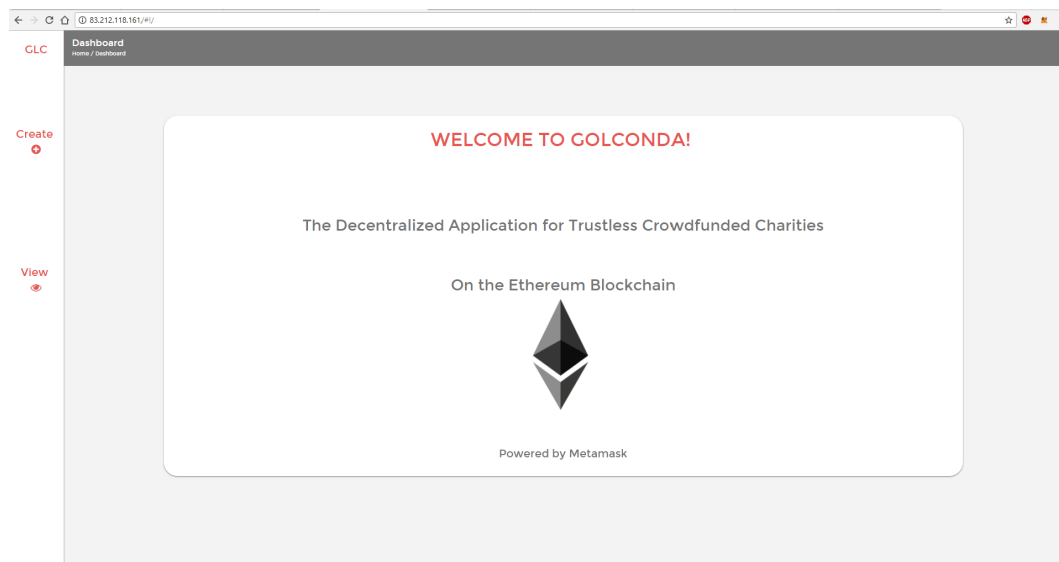 83.212.118.161/#!/
GLC
Dashboard
Home / Dashboard
Create
View
WELCOME TO GOLCONDA!
The Decentralized Application for Trustless Crowdfunded Charities
On the Ethereum Blockchain
Powered by Metamask